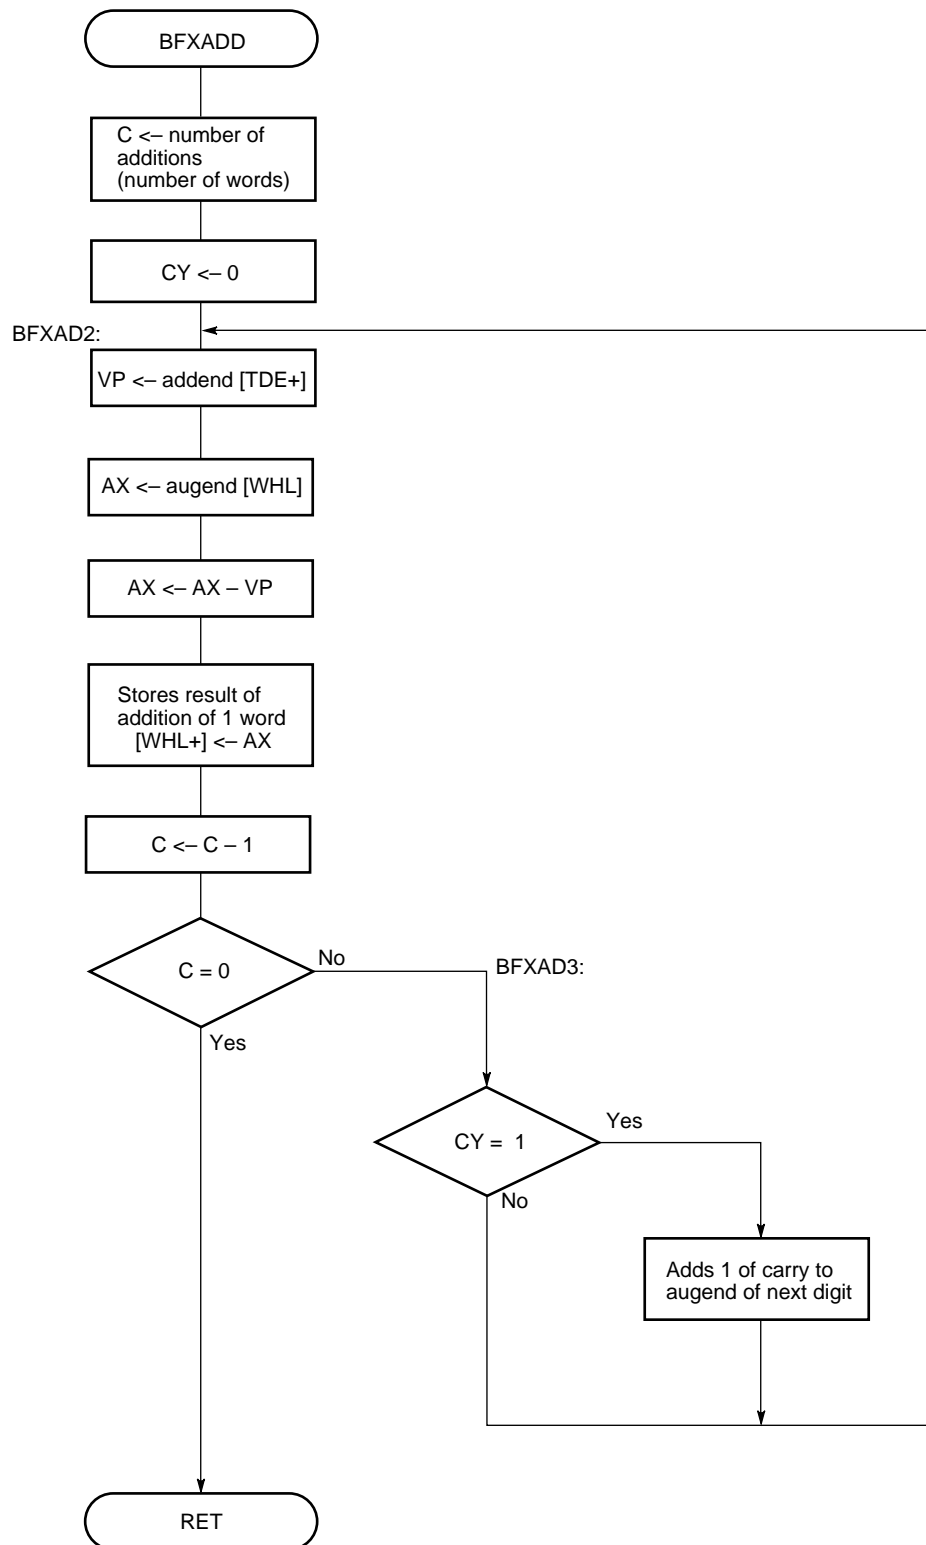 BFXADD
C <– number of
additions
(number of words)
CY <– 0
BFXAD2:
VP <– addend [TDE+]
AX <– augend [WHL]
AX <– AX – VP
Stores result of
addition of 1 word
[WHL+] <– AX
C <– C – 1
C = 0
No
BFXAD3:
Yes
CY = 1
Yes
No
Adds 1 of carry to
augend of next digit
RET